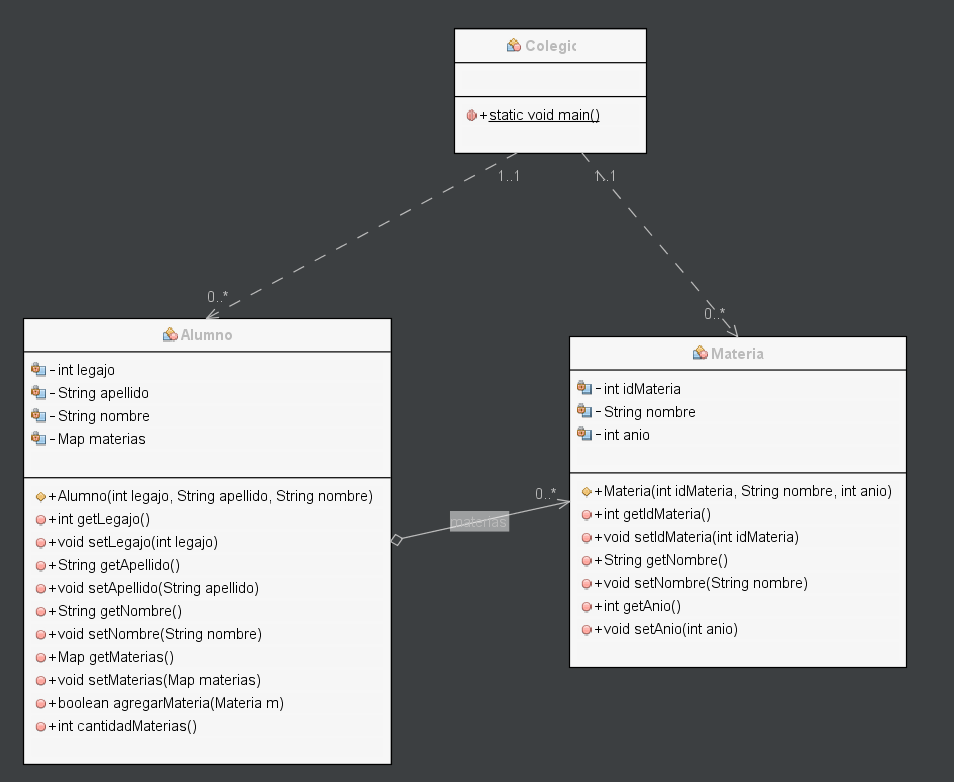 Colegio
+static void main()
1..1
1..1
0..*
0..*
Alumno
-int legajo
-String apellido
-String nombre
-Map materias
+Alumno(int legajo, String apellido, String nombre)
+int getLegajo()
+void setLegajo(int legajo)
+String getApellido()
+void setApellido(String apellido)
+String getNombre()
+void setNombre(String nombre)
+Map getMaterias()
+void setMaterias(Map materias)
+boolean agregarMateria(Materia m)
+int cantidadMaterias()
materias
0..*
Materia
-int idMateria
-String nombre
-int anio
+Materia(int idMateria, String nombre, int anio)
+int getIdMateria()
+void setIdMateria(int idMateria)
+String getNombre()
+void setNombre(String nombre)
+int getAnio()
+void setAnio(int anio)